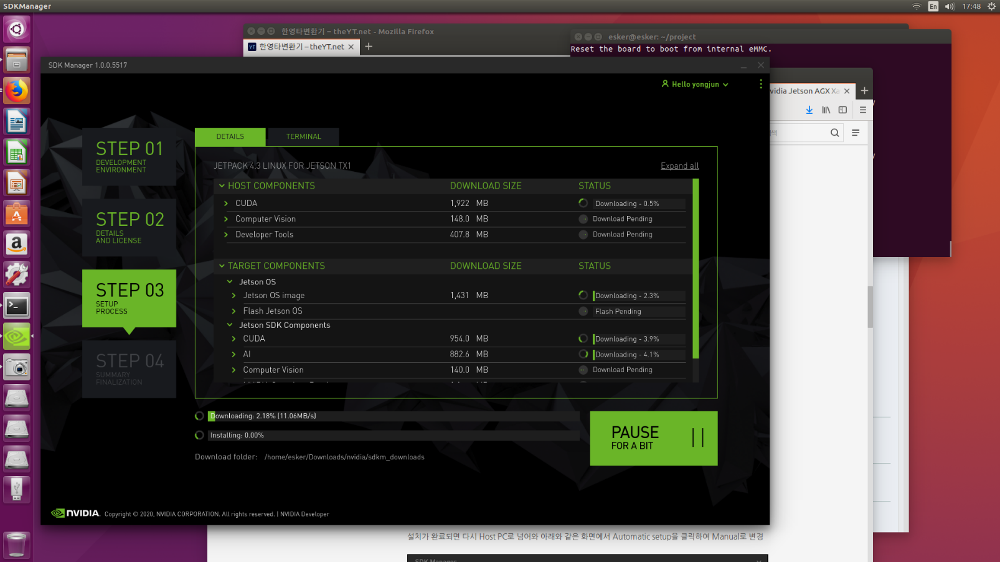 SDKManager
En
17:48
한영타변환기 – theYT.net - Mozilla Firefox
YT 한영타변환기 – theYT.net
esker@esker: ~/project
Reset the board to boot from internal eMMC.
SDK Manager 1.0.0.5517
Hello yongjun
vidia Jetson AGX Xa
STEP 01
DEVELOPMENT
ENVIRONMENT
STEP 02
DETAILS
AND LICENSE
STEP 03
SETUP
PROCESS
STEP 04
SUMMARY
FINALIZATION
DETAILS
TERMINAL
JETPACK 4.3 LINUX FOR JETSON TX1
Expand all
HOST COMPONENTS DOWNLOAD SIZE STATUS
CUDA 1,922 MB Downloading - 0.5%
Computer Vision 148.0 MB Download Pending
Developer Tools 407.8 MB Download Pending
TARGET COMPONENTS DOWNLOAD SIZE STATUS
Jetson OS
Jetson OS image 1,431 MB Downloading - 2.3%
Flash Jetson OS Flash Pending
Jetson SDK Components
CUDA 954.0 MB Downloading - 3.9%
AI 882.6 MB Downloading - 4.1%
Computer Vision 140.0 MB Download Pending
Downloading: 2.18% (11.06MB/s)
Installing: 0.00%
Download folder: /home/esker/Downloads/nvidia/sdkm_downloads
PAUSE
FOR A BIT
NVIDIA. Copyright © 2020, NVIDIA CORPORATION. All rights reserved. | NVIDIA Developer
설치가 완료되면 다시 Host PC로 넘어와 아래와 같은 화면에서 Automatic setup을 클릭하여 Manual로 변경
SDK Manager